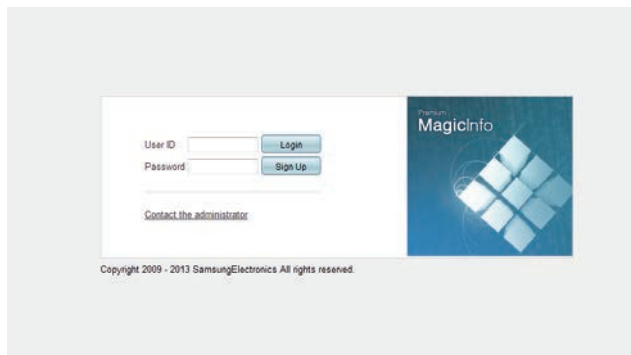 Premium
MagicInfo
User ID
Login
Password
Sign Up
Contact the administrator
Copyright 2009 - 2013 SamsungElectronics All rights reserved.